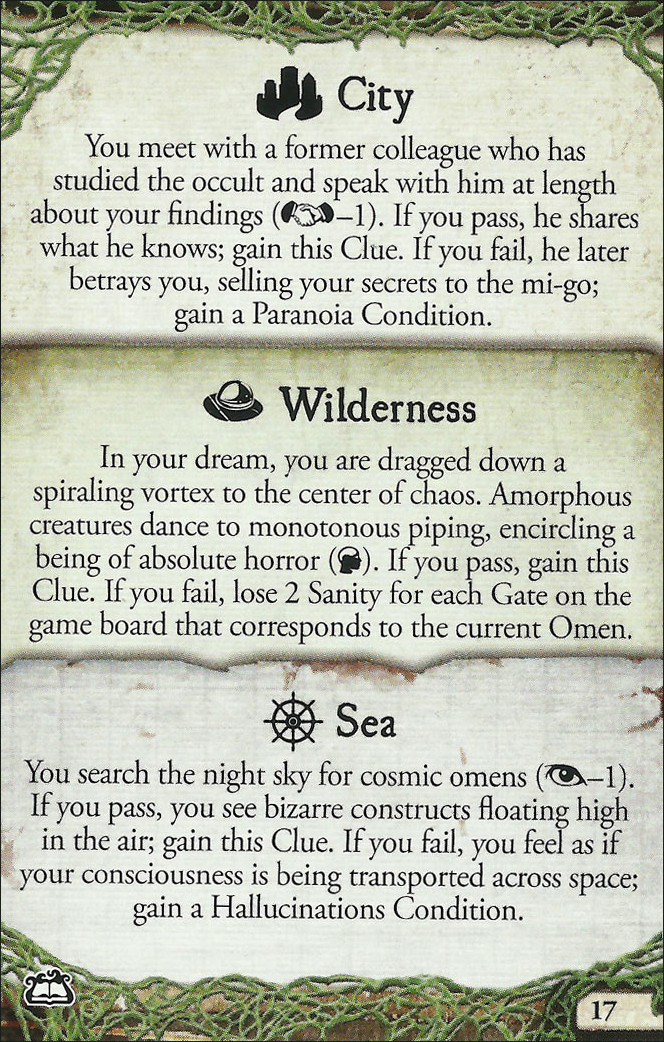 City
You meet with a former colleague who has
studied the occult and speak with him at length
about your findings (–1). If you pass, he shares
what he knows; gain this Clue. If you fail, he later
betrays you, selling your secrets to the mi-go;
gain a Paranoia Condition.
Wilderness
In your dream, you are dragged down a
spiraling vortex to the center of chaos. Amorphous
creatures dance to monotonous piping, encircling a
being of absolute horror (). If you pass, gain this
Clue. If you fail, lose 2 Sanity for each Gate on the
game board that corresponds to the current Omen.
Sea
You search the night sky for cosmic omens (–1).
If you pass, you see bizarre constructs floating high
in the air; gain this Clue. If you fail, you feel as if
your consciousness is being transported across space;
gain a Hallucinations Condition.
17